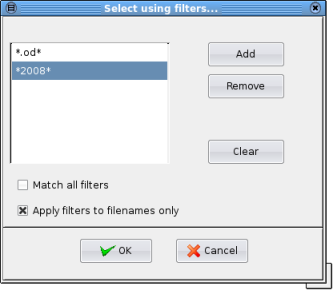 Select using filters...
*.od*
*2008*
Add
Remove
Clear
Match all filters
Apply filters to filenames only
OK
Cancel